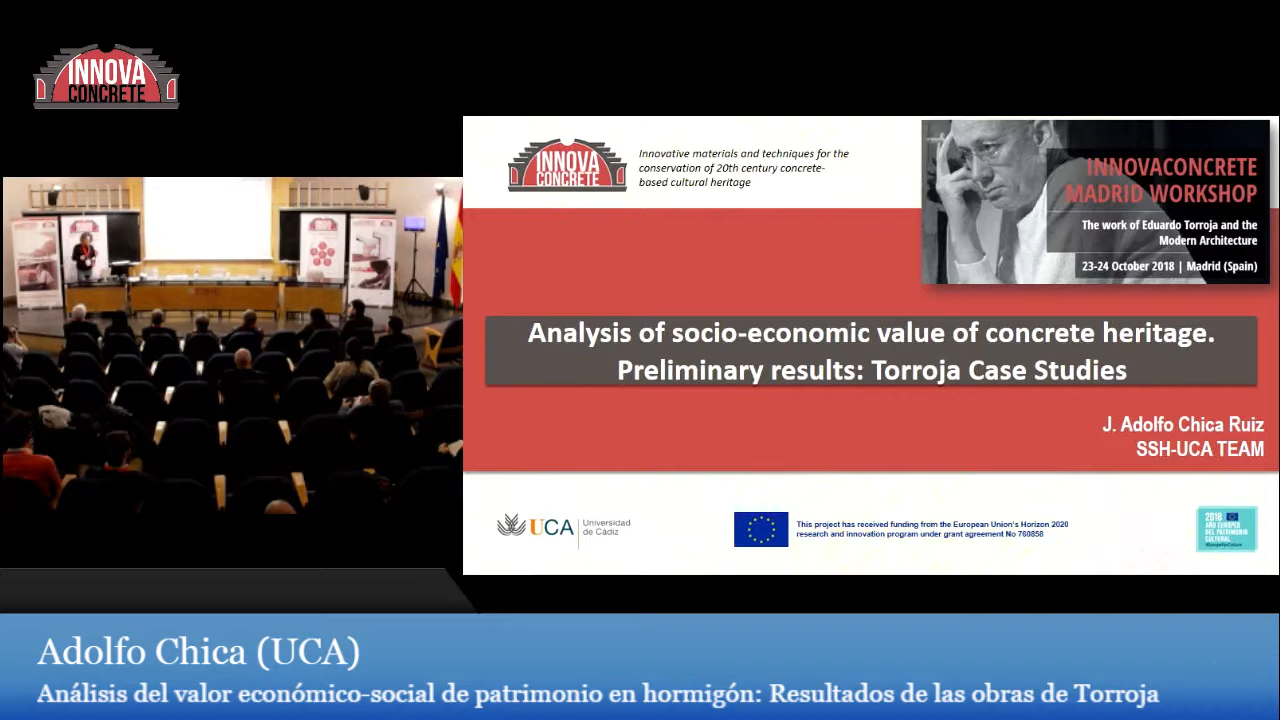 INNOVA
CONCRETE
INNOVA
CONCRETE
Innovative materials and techniques for the
conservation of 20th century concrete-
based cultural heritage
INNOVACONCRETE
MADRID WORKSHOP
The work of Eduardo Torroja and the
Modern Architecture
23-24 October 2018 | Madrid (Spain)
Analysis of socio-economic value of concrete heritage.
Preliminary results: Torroja Case Studies
J. Adolfo Chica Ruiz
SSH-UCA TEAM
UCA
Universidad
de Cádiz
This project has received funding from the European Union's Horizon 2020
research and innovation program under grant agreement No 760858
2018
AÑO EUROPEO
DEL PATRIMONIO
CULTURAL
Adolfo Chica (UCA)
Análisis del valor económico-social de patrimonio en hormigón: Resultados de las obras de Torroja